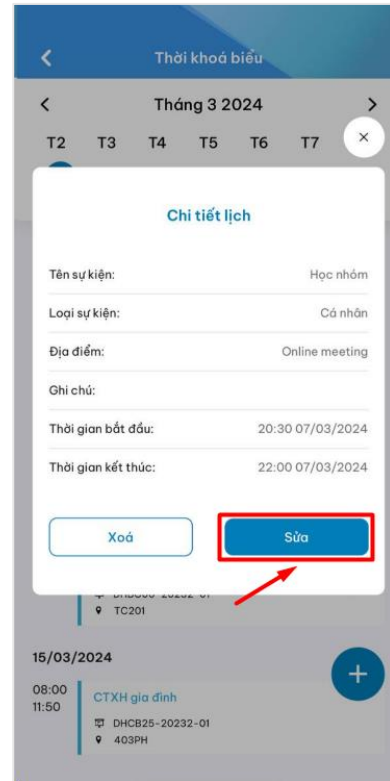 Thời khoá biểu
Tháng 3 2024
T2 T3 T4 T5 T6 T7
Chi tiết lịch
Tên sự kiện: Học nhóm
Loại sự kiện: Cá nhân
Địa điểm: Online meeting
Ghi chú:
Thời gian bắt đầu: 20:30 07/03/2024
Thời gian kết thúc: 22:00 07/03/2024
Xoá Sửa
TC201
15/03/2024
08:00 CTXH gia đình
11:50
DHCB25-20232-01
403PH